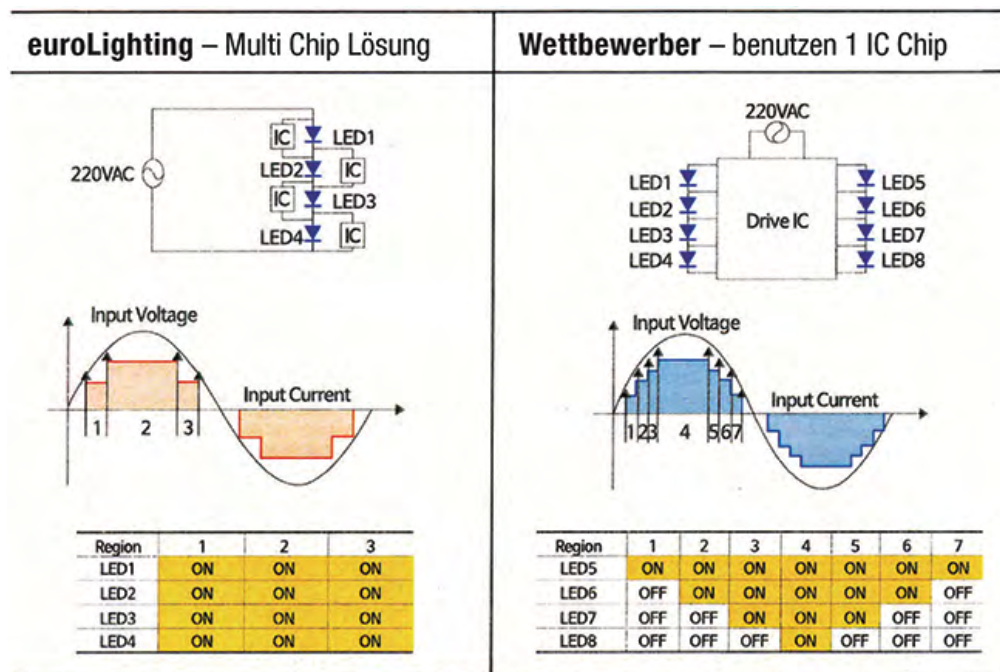 euroLighting – Multi Chip Lösung
220VAC
IC
LED1
LED2
IC
IC
LED3
LED4
IC
Input Voltage
Input Current
1 2 3
Region 1 2 3
LED1 ON ON ON
LED2 ON ON ON
LED3 ON ON ON
LED4 ON ON ON
Wettbewerber – benutzen 1 IC Chip
220VAC
LED1
LED2
LED3
LED4
Drive IC
LED5
LED6
LED7
LED8
Input Voltage
Input Current
1 2 3 4 5 6 7
Region 1 2 3 4 5 6 7
LED5 ON ON ON ON ON ON ON
LED6 OFF ON ON ON ON ON OFF
LED7 OFF OFF ON ON ON OFF OFF
LED8 OFF OFF OFF ON OFF OFF OFF